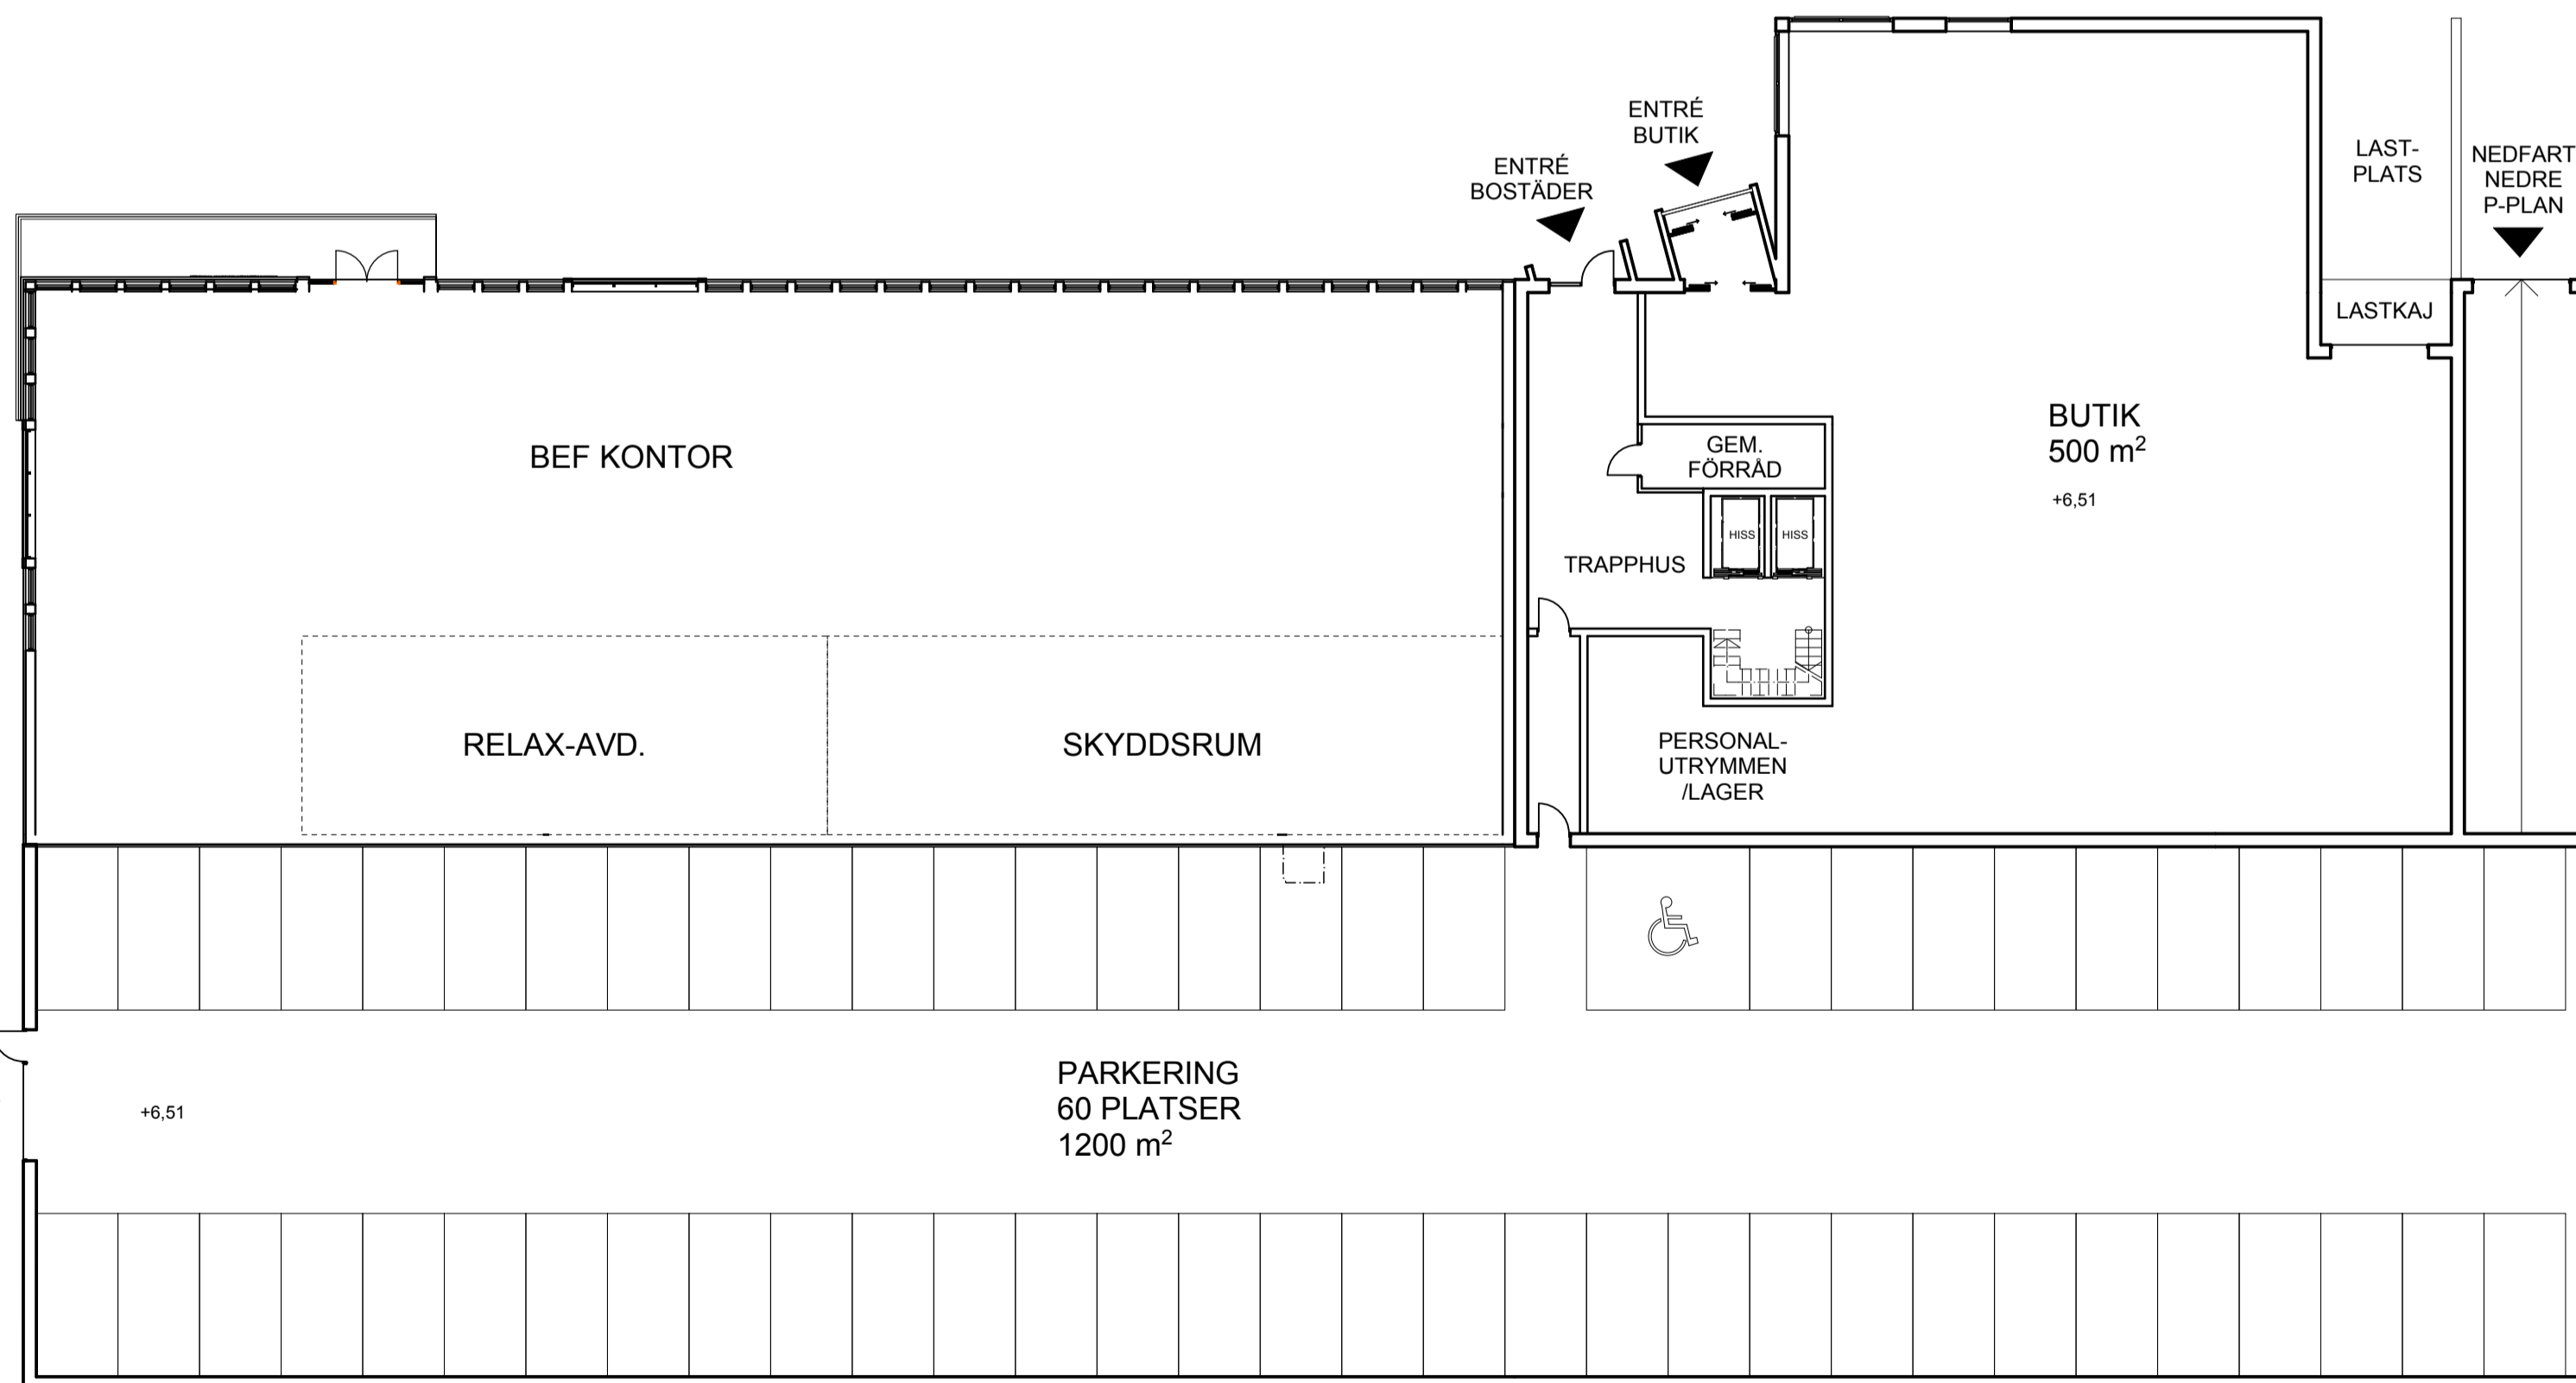 ENTRÉ
BUTIK
ENTRÉ
BOSTÄDER
LAST-
PLATS
NEDFART
NEDRE
P-PLAN
LASTKAJ
BEF KONTOR
BUTIK
500 m²
+6,51
GEM.
FÖRRÅD
HISS
HISS
TRAPPHUS
RELAX-AVD.
SKYDDSRUM
PERSONAL-
UTRYMMEN
/LAGER
PARKERING
60 PLATSER
1200 m²
+6,51